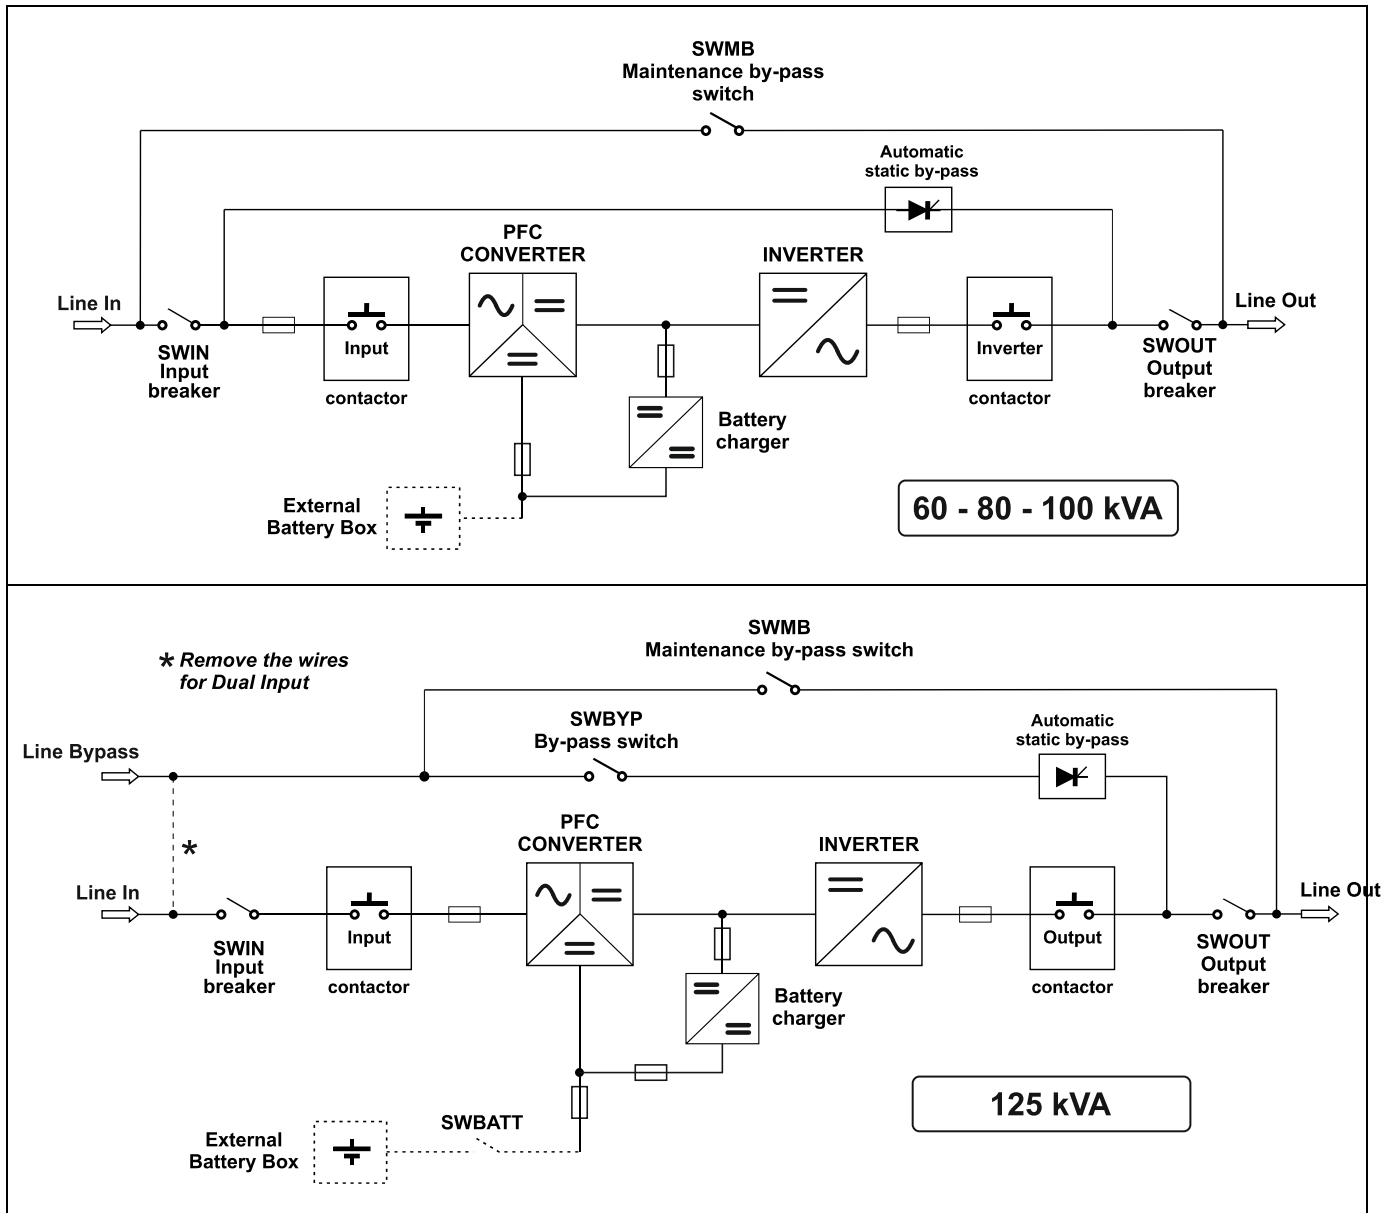 SWMB
Maintenance by-pass
switch
Automatic
static by-pass
PFC
CONVERTER
INVERTER
Line In
Line Out
SWIN
Input
breaker
Input
contactor
Inverter
contactor
SWOUT
Output
breaker
Battery
charger
External
Battery Box
60 - 80 - 100 kVA
* Remove the wires
for Dual Input
SWMB
Maintenance by-pass switch
SWBYP
By-pass switch
Automatic
static by-pass
Line Bypass
*
PFC
CONVERTER
INVERTER
Line In
Line Out
SWIN
Input
breaker
Input
contactor
Output
contactor
SWOUT
Output
breaker
Battery
charger
125 kVA
SWBATT
External
Battery Box